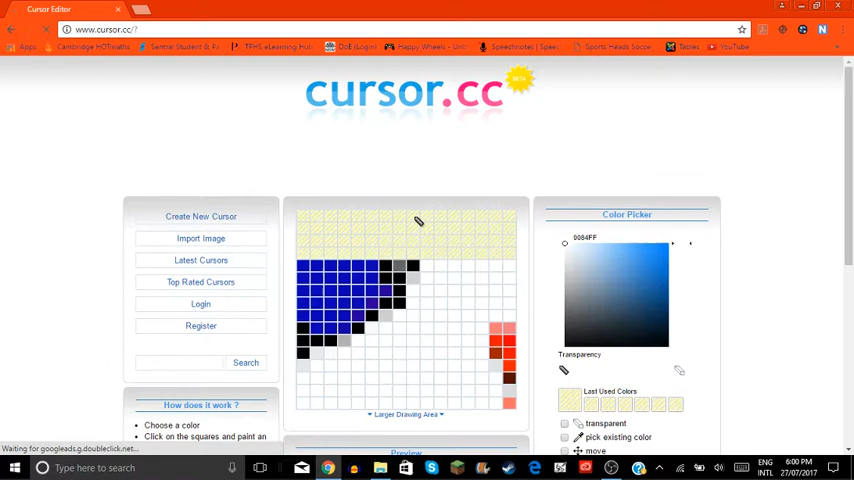 Cursor Editor
www.cursor.cc/?
Apps
Cambridge HOTmaths
Sentral Student & Pa
TPHS eLearning Hub
DoE (Login)
Happy Wheels - Unb
Speechnotes | Speec
Sports Heads Soccer
Tables
YouTube
cursor.cc
BETA
Create New Cursor
Import Image
Latest Cursors
Top Rated Cursors
Login
Register
Search
How does it work ?
Choose a color
Click on the squares and paint an
Larger Drawing Area
Preview
Color Picker
0084FF
Transparency
Last Used Colors
transparent
pick existing color
move
Waiting for googleads.g.doubleclick.net...
Type here to search
ENG
INTL
6:00 PM
27/07/2017